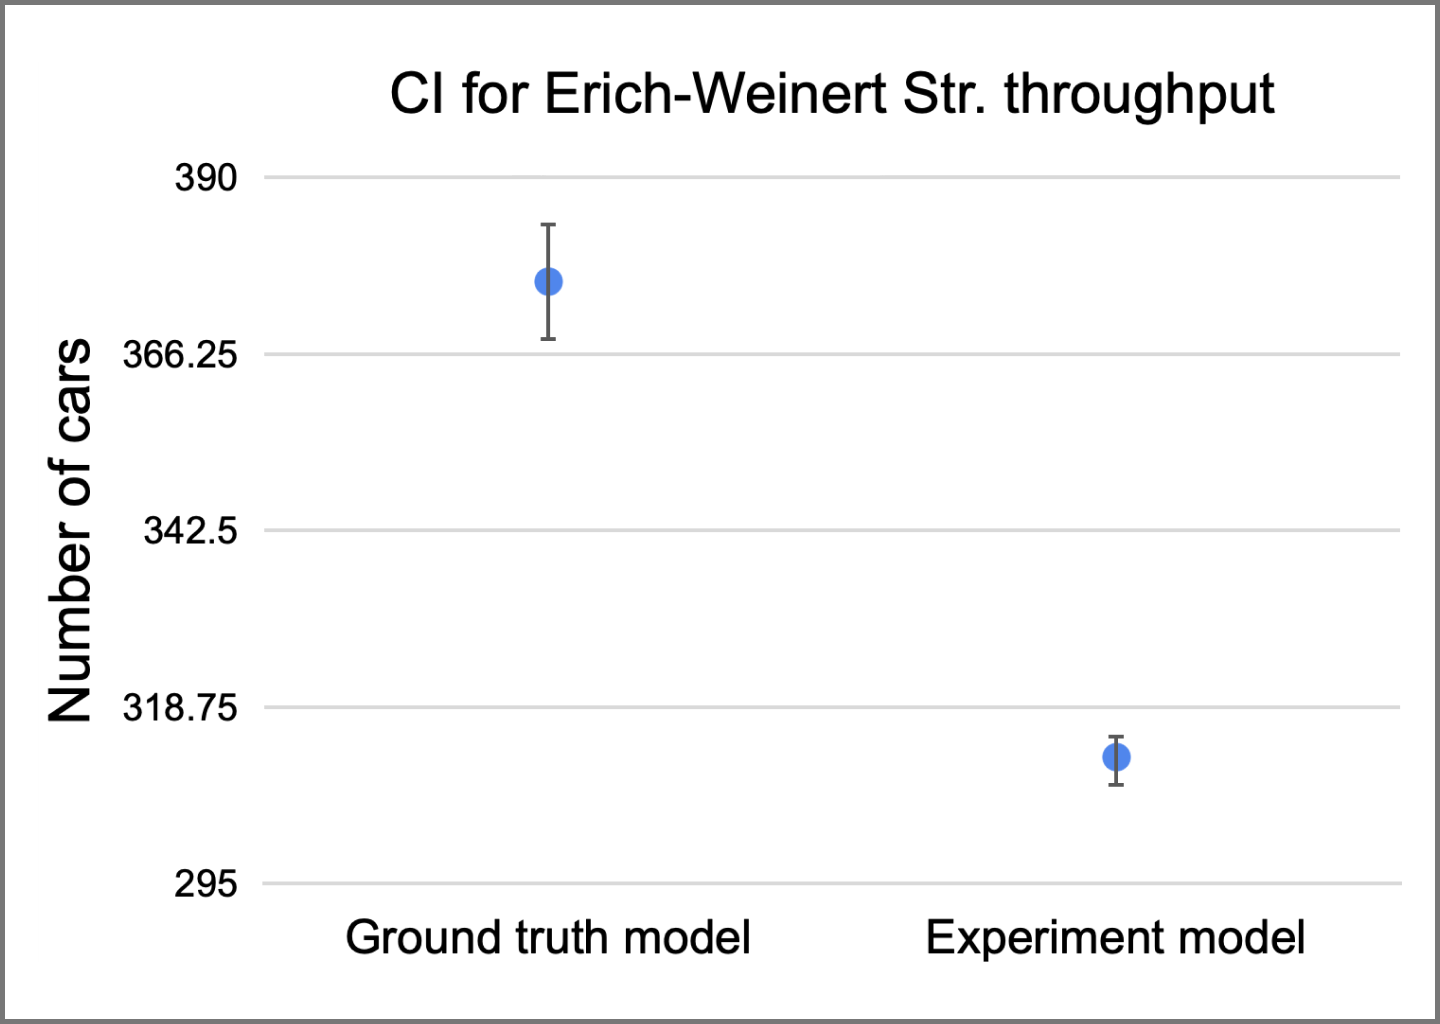 CI for Erich-Weinert Str. throughput
Number of cars
390
366.25
342.5
318.75
295
Ground truth model
Experiment model